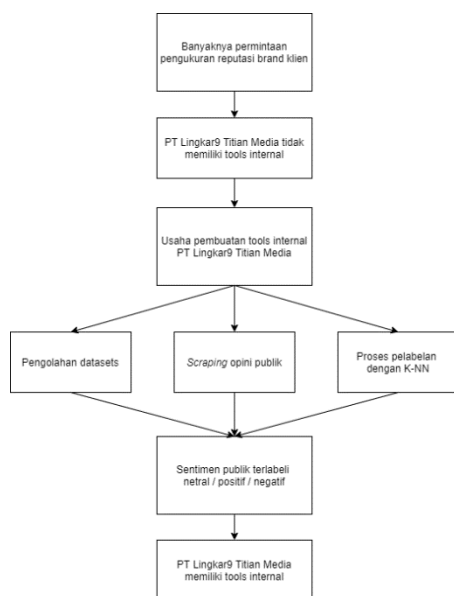 Banyaknya permintaan
pengukuran reputasi brand klien
PT Lingkar9 Titian Media tidak
memiliki tools internal
Usaha pembuatan tools internal
PT Lingkar9 Titian Media
Pengolahan datasets
Scraping opini publik
Proses pelabelan
dengan K-NN
Sentimen publik terlabeli
netral / positif / negatif
PT Lingkar9 Titian Media
memiliki tools internal